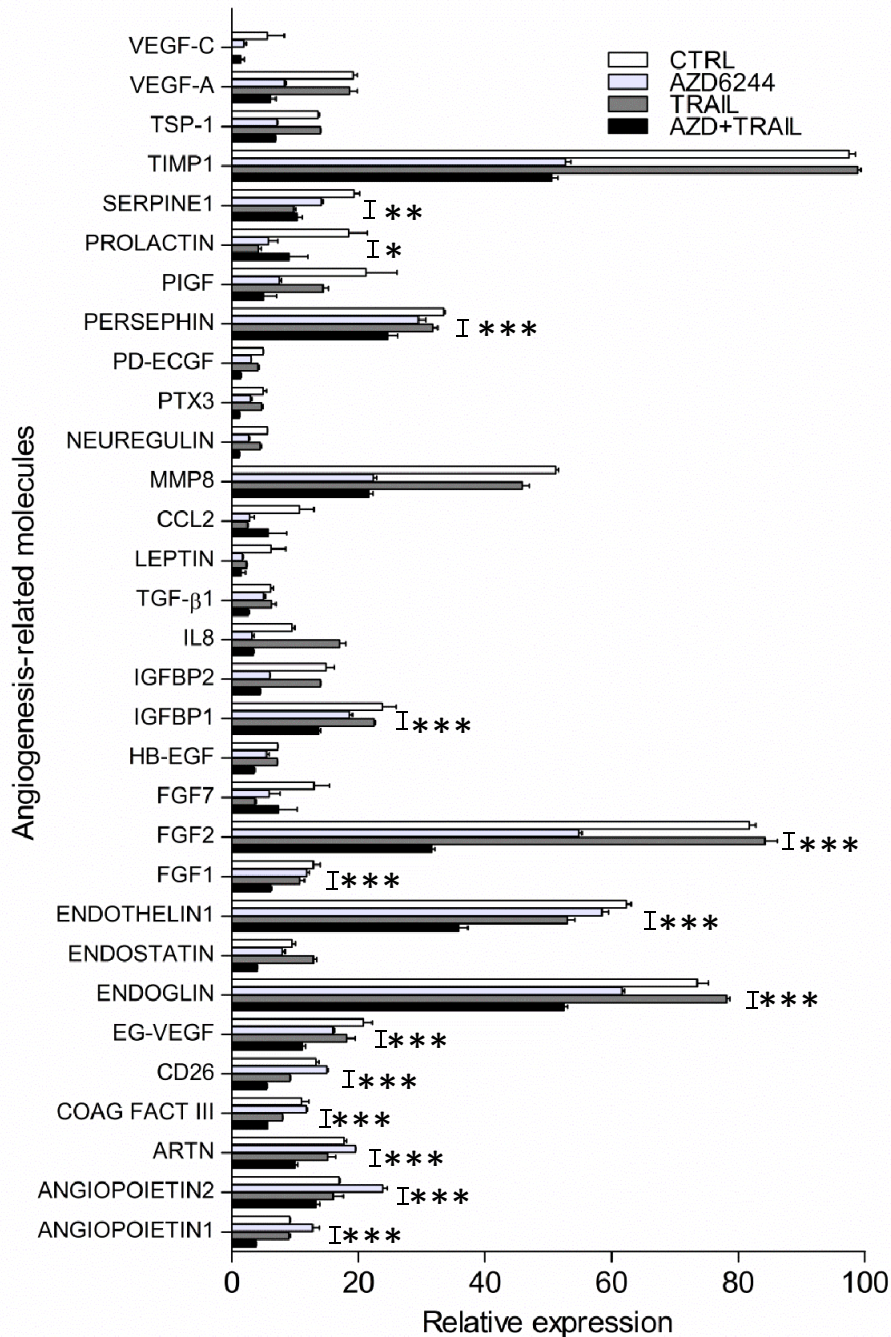 VEGF-C
VEGF-A
TSP-1
TIMP1
SERPINE1 **
PROLACTIN *
PIGF
PERSEPHIN ***
PD-ECGF
PTX3
NEUREGULIN
MMP8
CCL2
LEPTIN
TGF-β1
IL8
IGFBP2
IGFBP1 ***
HB-EGF
FGF7
FGF2 ***
FGF1 ***
ENDOTHELIN1 ***
ENDOSTATIN
ENDOGLIN ***
EG-VEGF ***
CD26 ***
COAG FACT III ***
ARTN ***
ANGIOPOIETIN2 ***
ANGIOPOIETIN1 ***
CTRL
AZD6244
TRAIL
AZD+TRAIL
Angiogenesis-related molecules
0 20 40 60 80 100
Relative expression